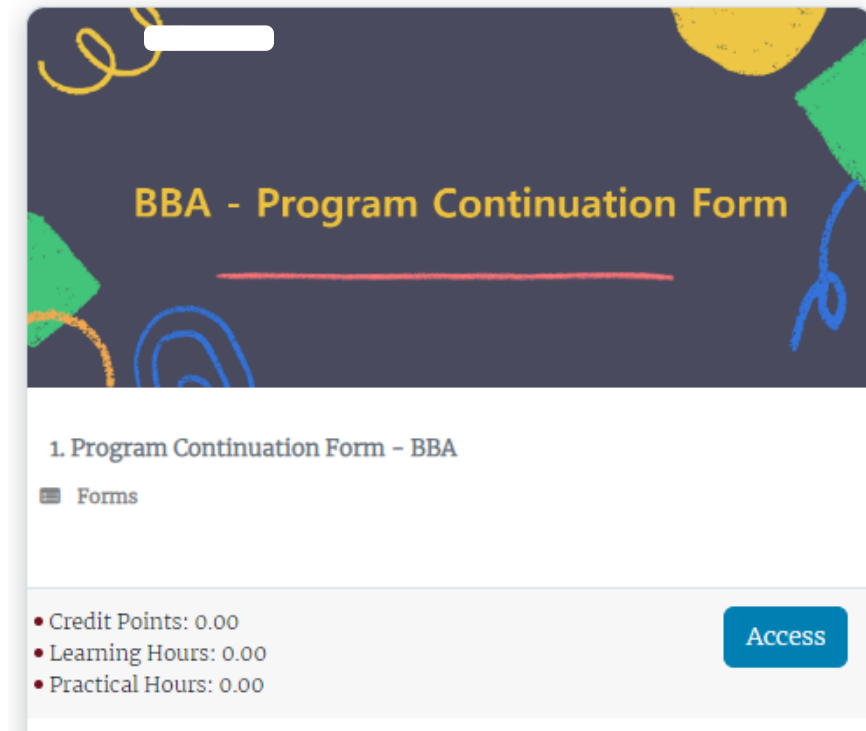 BBA - Program Continuation Form
1. Program Continuation Form – BBA
Forms
Credit Points: 0.00
Learning Hours: 0.00
Practical Hours: 0.00
Access